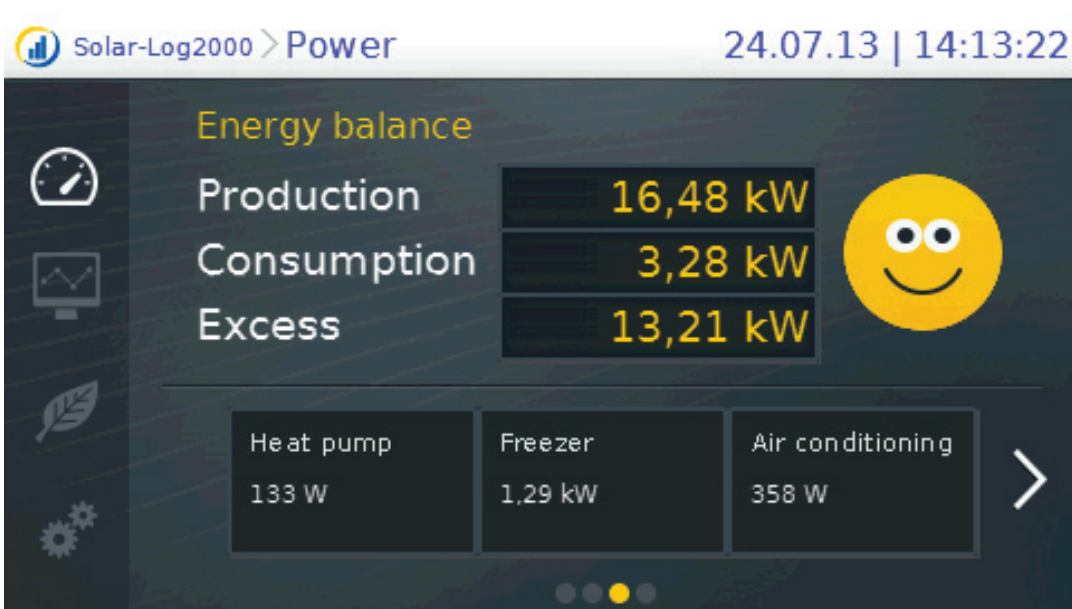 Solar-Log2000 > Power 24.07.13 | 14:13:22
Energy balance
Production 16,48 kW
Consumption 3,28 kW
Excess 13,21 kW
Heat pump Freezer Air conditioning
133 W 1,29 kW 358 W